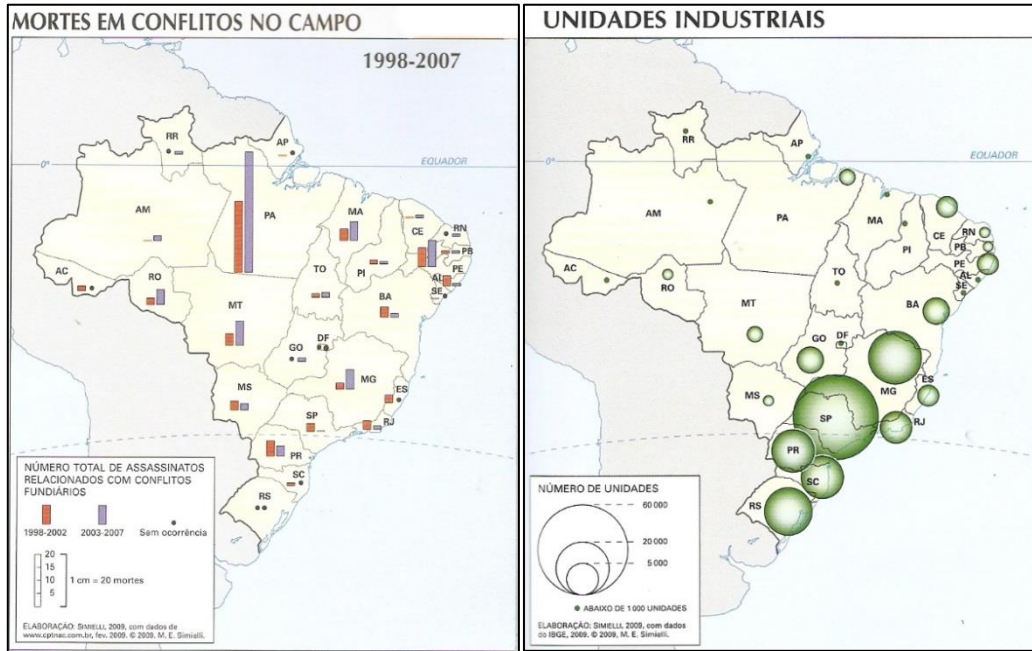 MORTES EM CONFLITOS NO CAMPO
1998-2007
RR
AP
0°
EQUADOR
AM
PA
MA
CE
RN
PB
PE
AL
SE
PI
AC
RO
TO
BA
MT
GO
DF
MG
ES
MS
SP
RJ
PR
SC
RS
NÚMERO TOTAL DE ASSASSINATOS
RELACIONADOS COM CONFLITOS
FUNDIÁRIOS
1998-2002
2003-2007
Sem ocorrência
20
15
10
5
1 cm = 20 mortes
ELABORAÇÃO: SIMIELLI, 2009, com dados de
www.cptnac.com.br, fev. 2009. © 2009, M. E. Simielli.
UNIDADES INDUSTRIAIS
RR
AP
0°
EQUADOR
AM
PA
MA
CE
RN
PB
PE
AL
SE
PI
AC
RO
TO
BA
MT
GO
DF
MG
ES
MS
SP
RJ
PR
SC
RS
NÚMERO DE UNIDADES
60 000
20 000
5 000
ABAIXO DE 1 000 UNIDADES
ELABORAÇÃO: SIMIELLI, 2009, com dados
do IBGE, 2009. © 2009, M. E. Simielli.